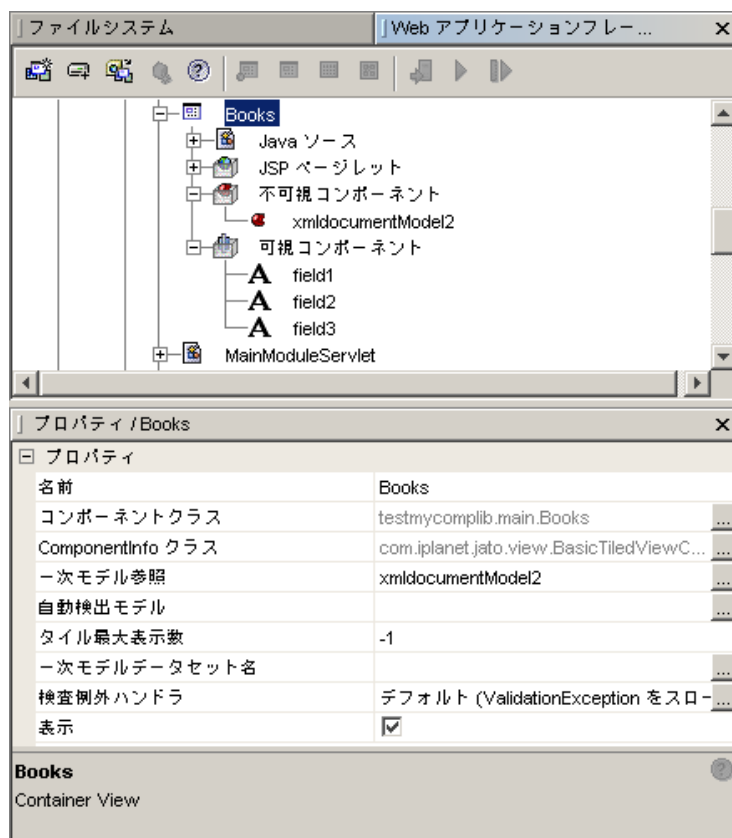 ファイルシステム
Web アプリケーションフレー...
Books
Java ソース
JSP ページレット
不可視コンポーネント
xmldocumentModel2
可視コンポーネント
A field1
A field2
A field3
MainModuleServlet
プロパティ / Books
プロパティ
名前 Books
コンポーネントクラス testmycomplib.main.Books ...
ComponentInfo クラス com.iplanet.jato.view.BasicTiledViewC... ...
一次モデル参照 xmldocumentModel2 ...
自動検出モデル ...
タイル最大表示数 -1
一次モデルデータセット名 ...
検査例外ハンドラ デフォルト (ValidationException をスロー ...
表示
Books
Container View